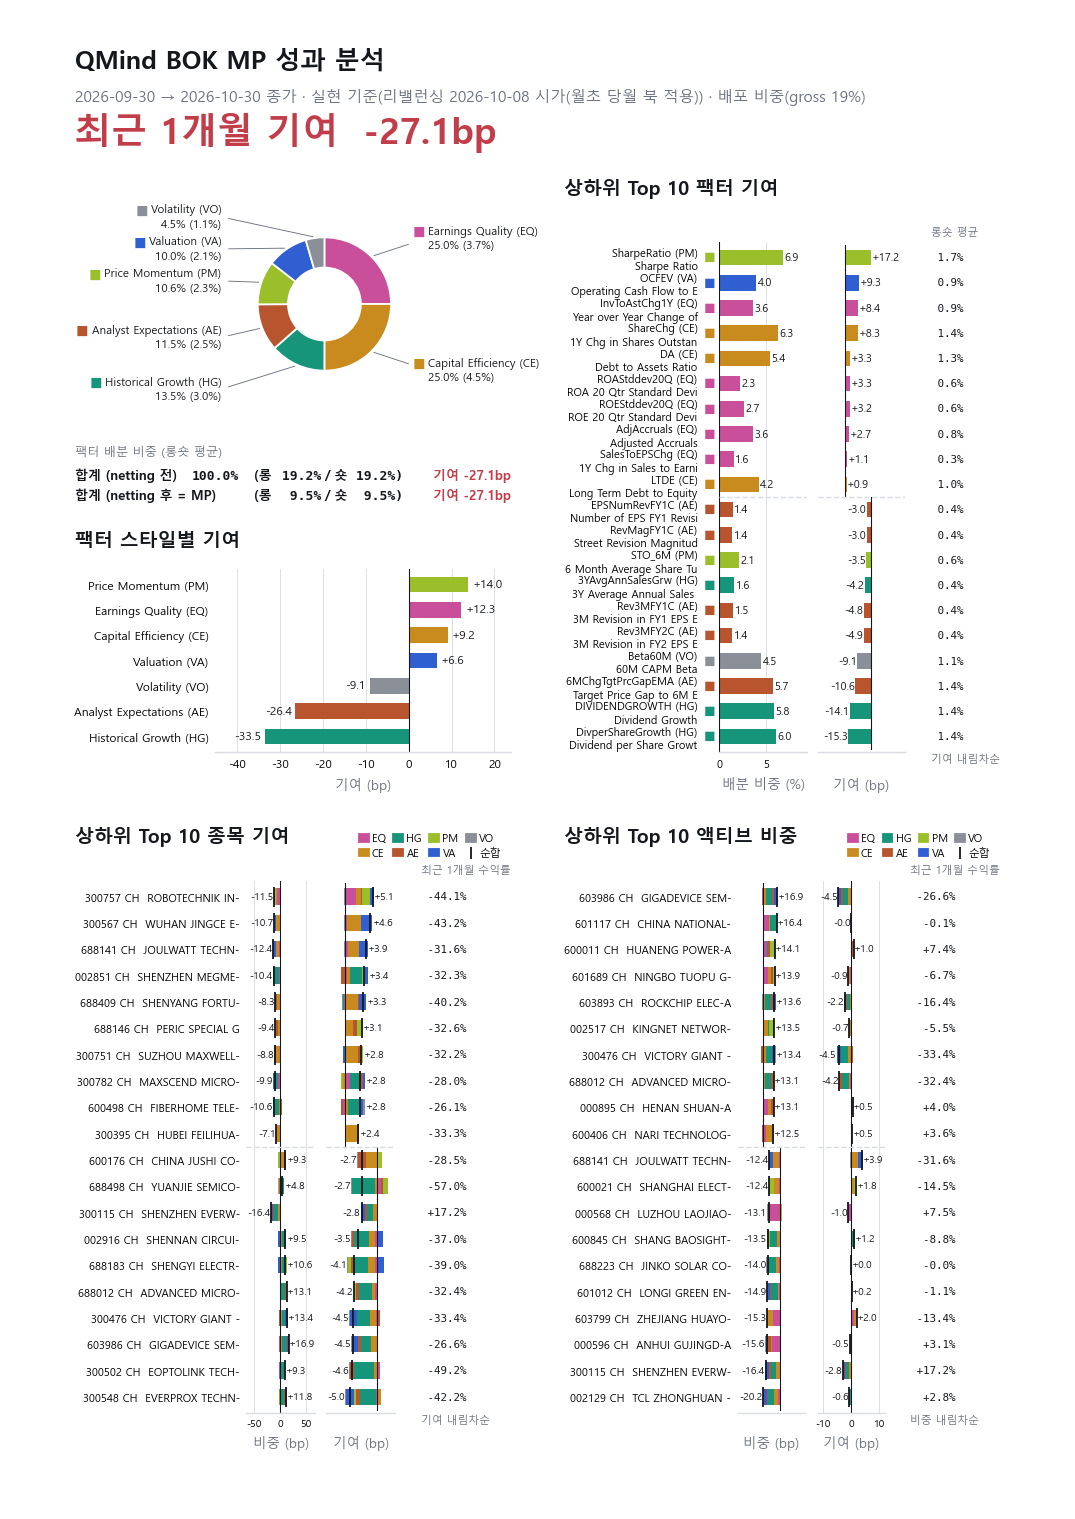 QMind BOK MP 성과 분석
2026-09-30 → 2026-10-30 종가 · 실현 기준(리밸런싱 2026-10-08 시가(월초 당월 북 적용)) · 배포 비중(gross 19%)
최근 1개월 기여 -27.1bp
Volatility (VO)
4.5% (1.1%)
Valuation (VA)
10.0% (2.1%)
Price Momentum (PM)
10.6% (2.3%)
Analyst Expectations (AE)
11.5% (2.5%)
Historical Growth (HG)
13.5% (3.0%)
Earnings Quality (EQ)
25.0% (3.7%)
Capital Efficiency (CE)
25.0% (4.5%)
팩터 배분 비중 (롱숏 평균)
합계 (netting 전) 100.0% (롱 19.2% / 숏 19.2%) 기여 -27.1bp
합계 (netting 후 = MP) (롱 9.5% / 숏 9.5%) 기여 -27.1bp
팩터 스타일별 기여
Price Momentum (PM) +14.0
Earnings Quality (EQ) +12.3
Capital Efficiency (CE) +9.2
Valuation (VA) +6.6
Volatility (VO) -9.1
Analyst Expectations (AE) -26.4
Historical Growth (HG) -33.5
-40 -30 -20 -10 0 10 20
기여 (bp)
상하위 Top 10 팩터 기여
롱숏 평균
SharpeRatio (PM) 6.9 +17.2 1.7%
Sharpe Ratio
OCFEV (VA) 4.0 +9.3 0.9%
Operating Cash Flow to E
InvToAstChg1Y (EQ) 3.6 +8.4 0.9%
Year over Year Change of
ShareChg (CE) 6.3 +8.3 1.4%
1Y Chg in Shares Outstan
DA (CE) 5.4 +3.3 1.3%
Debt to Assets Ratio
ROAStddev20Q (EQ) 2.3 +3.3 0.6%
ROA 20 Qtr Standard Devi
ROEStddev20Q (EQ) 2.7 +3.2 0.6%
ROE 20 Qtr Standard Devi
AdjAccruals (EQ) 3.6 +2.7 0.8%
Adjusted Accruals
SalesToEPSChg (EQ) 1.6 +1.1 0.3%
1Y Chg in Sales to Earni
LTDE (CE) 4.2 +0.9 1.0%
Long Term Debt to Equity
EPSNumRevFY1C (AE) 1.4 -3.0 0.4%
Number of EPS FY1 Revisi
RevMagFY1C (AE) 1.4 -3.0 0.4%
Street Revision Magnitud
STO_6M (PM) 2.1 -3.5 0.6%
6 Month Average Share Tu
3YAvgAnnSalesGrw (HG) 1.6 -4.2 0.4%
3Y Average Annual Sales
Rev3MFY1C (AE) 1.5 -4.8 0.4%
3M Revision in FY1 EPS E
Rev3MFY2C (AE) 1.4 -4.9 0.4%
3M Revision in FY2 EPS E
Beta60M (VO) 4.5 -9.1 1.1%
60M CAPM Beta
6MChgTgtPrcGapEMA (AE) 5.7 -10.6 1.4%
Target Price Gap to 6M E
DIVIDENDGROWTH (HG) 5.8 -14.1 1.4%
Dividend Growth
DivperShareGrowth (HG) 6.0 -15.3 1.4%
Dividend per Share Growt
0 5
기여 내림차순
배분 비중 (%) 기여 (bp)
상하위 Top 10 종목 기여
EQ HG PM VO
CE AE VA 순합
최근 1개월 수익률
300757 CH ROBOTECHNIK IN- -11.5 +5.1 -44.1%
300567 CH WUHAN JINGCE E- -10.7 +4.6 -43.2%
688141 CH JOULWATT TECHN- -12.4 +3.9 -31.6%
002851 CH SHENZHEN MEGME- -10.4 +3.4 -32.3%
688409 CH SHENYANG FORTU- -8.3 +3.3 -40.2%
688146 CH PERIC SPECIAL G -9.4 +3.1 -32.6%
300751 CH SUZHOU MAXWELL- -8.8 +2.8 -32.2%
300782 CH MAXSCEND MICRO- -9.9 +2.8 -28.0%
600498 CH FIBERHOME TELE- -10.6 +2.8 -26.1%
300395 CH HUBEI FEILIHUA- -7.1 +2.4 -33.3%
600176 CH CHINA JUSHI CO- +9.3 -2.7 -28.5%
688498 CH YUANJIE SEMICO- +4.8 -2.7 -57.0%
300115 CH SHENZHEN EVERW- -16.4 -2.8 +17.2%
002916 CH SHENNAN CIRCUI- +9.5 -3.5 -37.0%
688183 CH SHENGYI ELECTR- +10.6 -4.1 -39.0%
688012 CH ADVANCED MICRO- +13.1 -4.2 -32.4%
300476 CH VICTORY GIANT - +13.4 -4.5 -33.4%
603986 CH GIGADEVICE SEM- +16.9 -4.5 -26.6%
300502 CH EOPTOLINK TECH- +9.3 -4.6 -49.2%
300548 CH EVERPROX TECHN- +11.8 -5.0 -42.2%
-50 0 50
기여 내림차순
비중 (bp) 기여 (bp)
상하위 Top 10 액티브 비중
EQ HG PM VO
CE AE VA 순합
최근 1개월 수익률
603986 CH GIGADEVICE SEM- +16.9 -4.5 -26.6%
601117 CH CHINA NATIONAL- +16.4 -0.0 -0.1%
600011 CH HUANENG POWER-A +14.1 +1.0 +7.4%
601689 CH NINGBO TUOPU G- +13.9 -0.9 -6.7%
603893 CH ROCKCHIP ELEC-A +13.6 -2.2 -16.4%
002517 CH KINGNET NETWOR- +13.5 -0.7 -5.5%
300476 CH VICTORY GIANT - +13.4 -4.5 -33.4%
688012 CH ADVANCED MICRO- +13.1 -4.2 -32.4%
000895 CH HENAN SHUAN-A +13.1 +0.5 +4.0%
600406 CH NARI TECHNOLOG- +12.5 +0.5 +3.6%
688141 CH JOULWATT TECHN- -12.4 +3.9 -31.6%
600021 CH SHANGHAI ELECT- -12.4 +1.8 -14.5%
000568 CH LUZHOU LAOJIAO- -13.1 -1.0 +7.5%
600845 CH SHANG BAOSIGHT- -13.5 +1.2 -8.8%
688223 CH JINKO SOLAR CO- -14.0 +0.0 -0.0%
601012 CH LONGI GREEN EN- -14.9 +0.2 -1.1%
603799 CH ZHEJIANG HUAYO- -15.3 +2.0 -13.4%
000596 CH ANHUI GUJINGD-A -15.6 -0.5 +3.1%
300115 CH SHENZHEN EVERW- -16.4 -2.8 +17.2%
002129 CH TCL ZHONGHUAN - -20.2 -0.6 +2.8%
-10 0 10
비중 내림차순
비중 (bp) 기여 (bp)